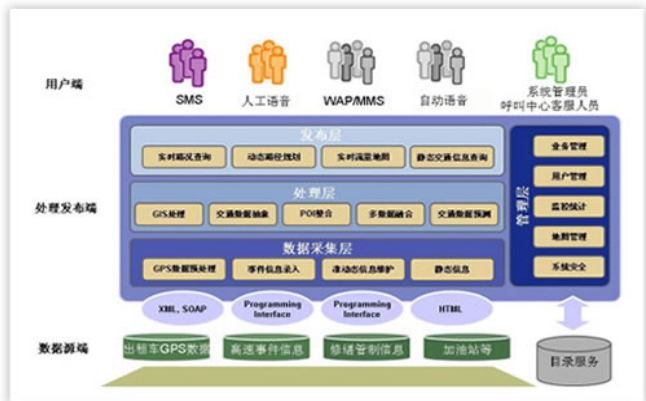 用户端
SMS
人工语音
WAP/MMS
自动语音
系统管理员
呼叫中心客服人员
处理发布端
发布层
实时路况查询
动态路径规划
实时流量地图
静态交通信息查询
处理层
GIS处理
交通数据抽象
POI整合
多数据融合
交通数据预测
数据采集层
GPS数据预处理
事件信息录入
准动态信息维护
静态信息
管理层
业务管理
用户管理
监控统计
地图管理
系统安全
XML, SOAP
Programming
Interface
Programming
Interface
HTML
数据源端
出租车GPS数据
高速事件信息
修缮管制信息
加油站等
目录服务